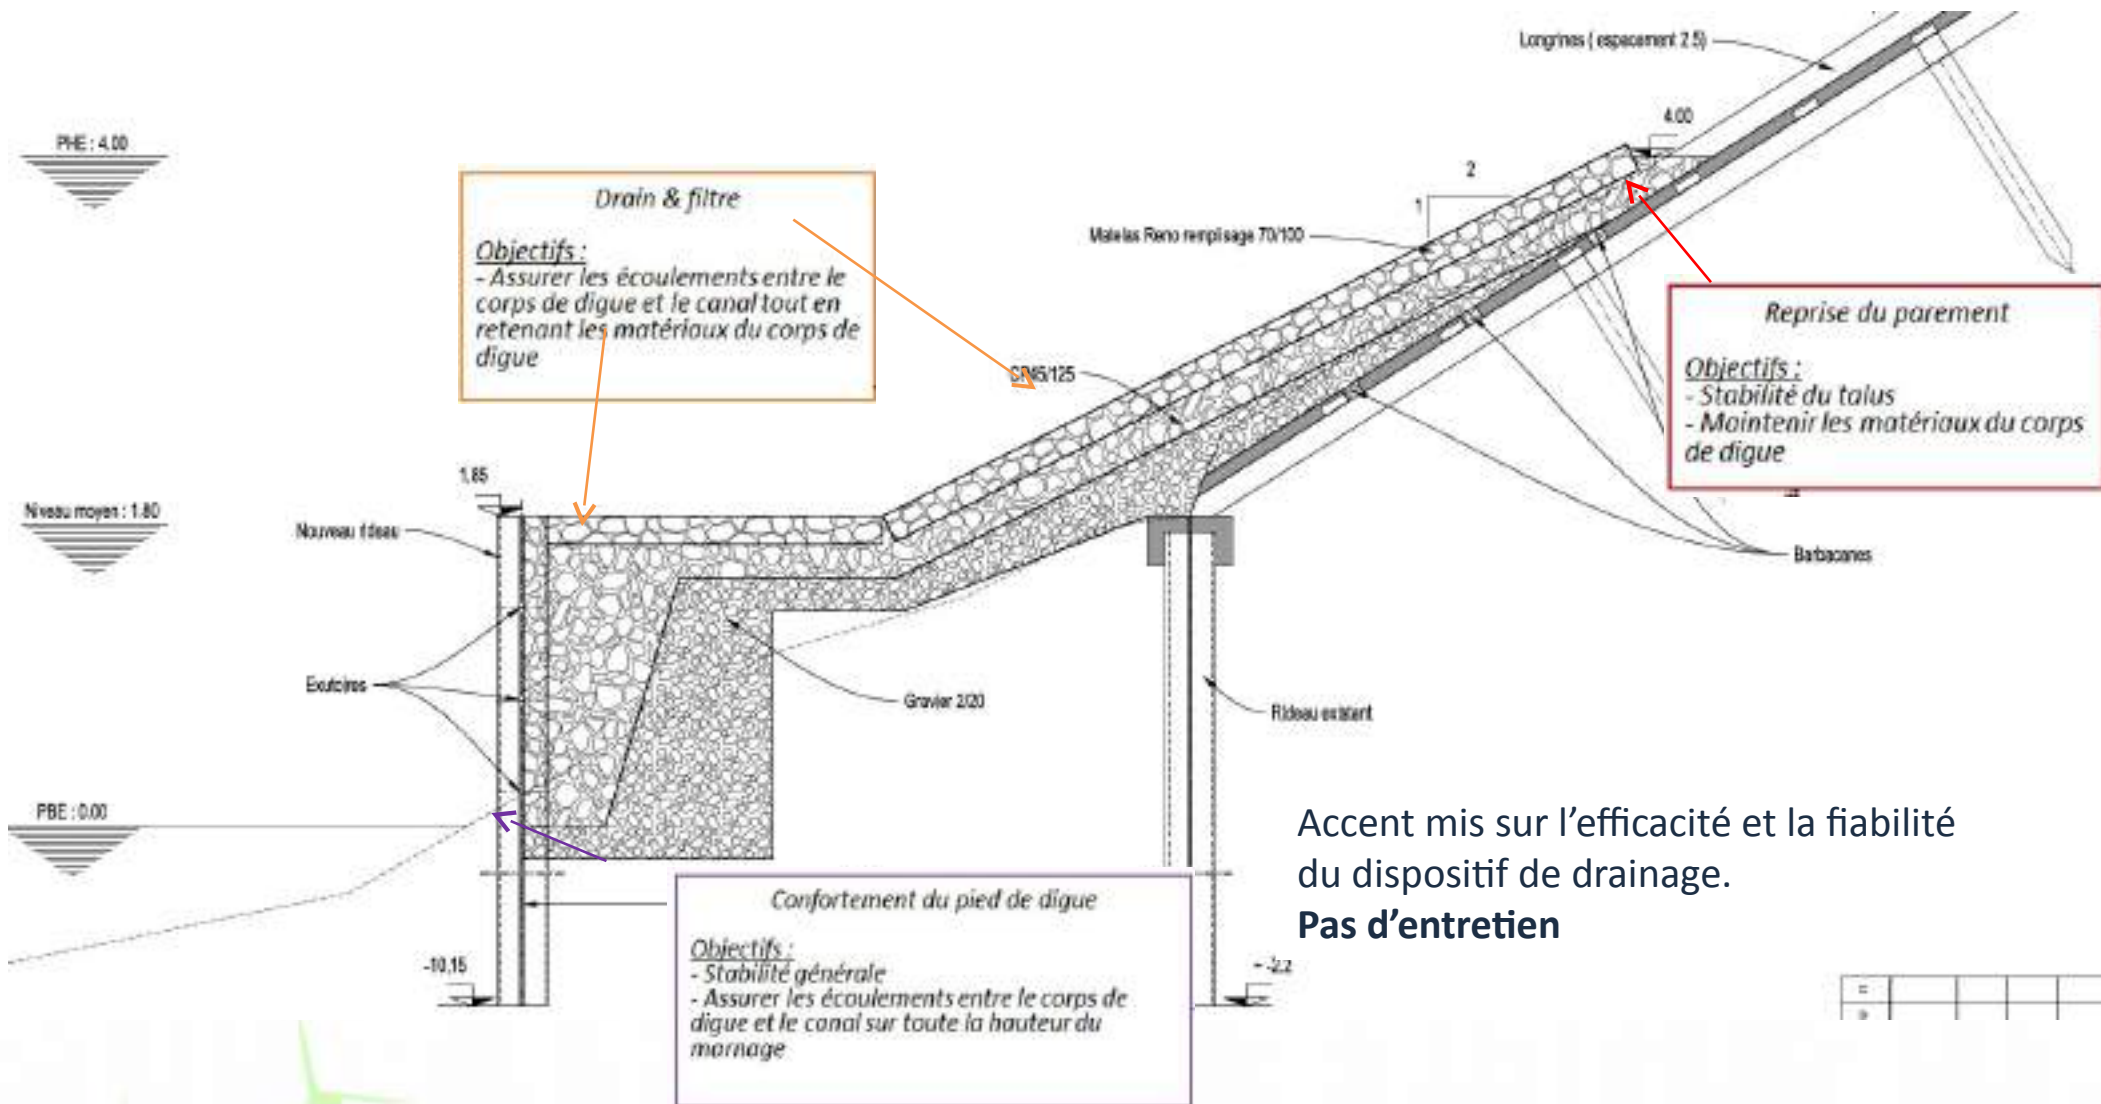 Longrines ( espacement 2.5)
4.00
PHE : 4.00
2
1
Drain & filtre
Objectifs :
- Assurer les écoulements entre le
corps de digue et le canal tout en
retenant les matériaux du corps de
digue
Matelas Reno remplisage 70/100
Reprise du parement
Objectifs :
- Stabilité du talus
- Maintenir les matériaux du corps
de digue
CP45/125
1,85
Niveau moyen : 1.80
Nouveau rideau
Barbacanes
Exutoires
Gravier 2/20
Rideau existant
PBE : 0.00
Accent mis sur l’efficacité et la fiabilité
du dispositif de drainage.
Pas d’entretien
Confortement du pied de digue
Objectifs :
- Stabilité générale
- Assurer les écoulements entre le corps de
digue et le canal sur toute la hauteur du
marnage
-10,15
-2.2